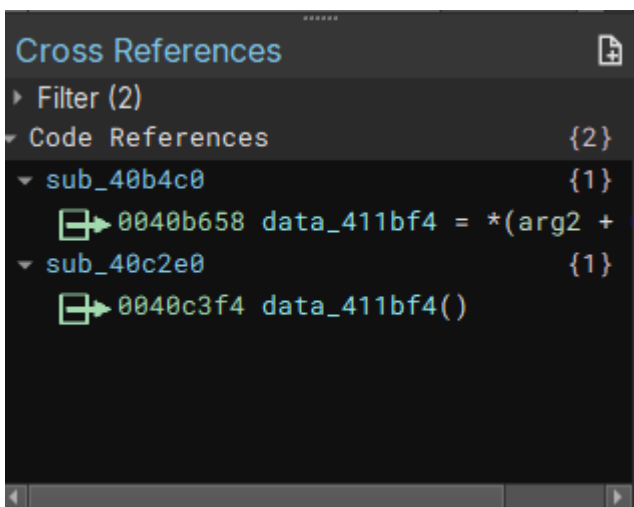 Cross References
Filter (2)
Code References {2}
sub_40b4c0 {1}
0040b658 data_411bf4 = *(arg2 +
sub_40c2e0 {1}
0040c3f4 data_411bf4()